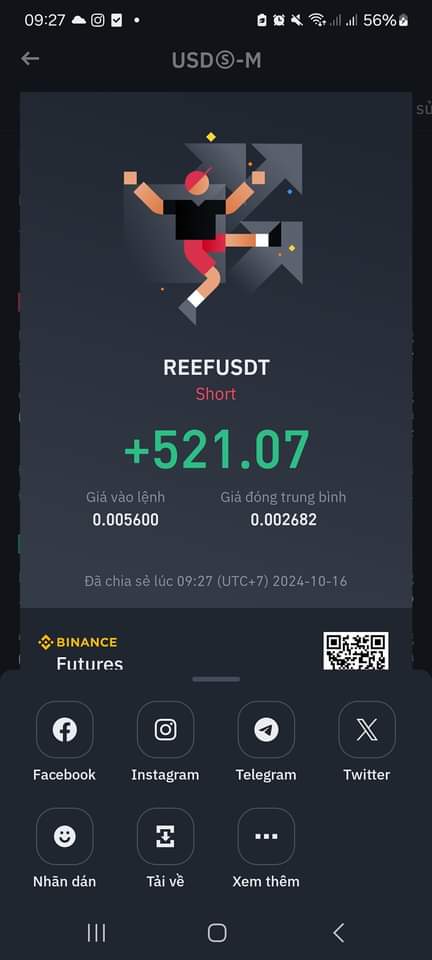 09:27
56%
USDⓈ-M
sử
REEFUSDT
Short
+521.07
Giá vào lệnh Giá đóng trung bình
0.005600 0.002682
Đã chia sẻ lúc 09:27 (UTC+7) 2024-10-16
BINANCE
Futures
Facebook Instagram Telegram Twitter
Nhãn dán Tải về Xem thêm